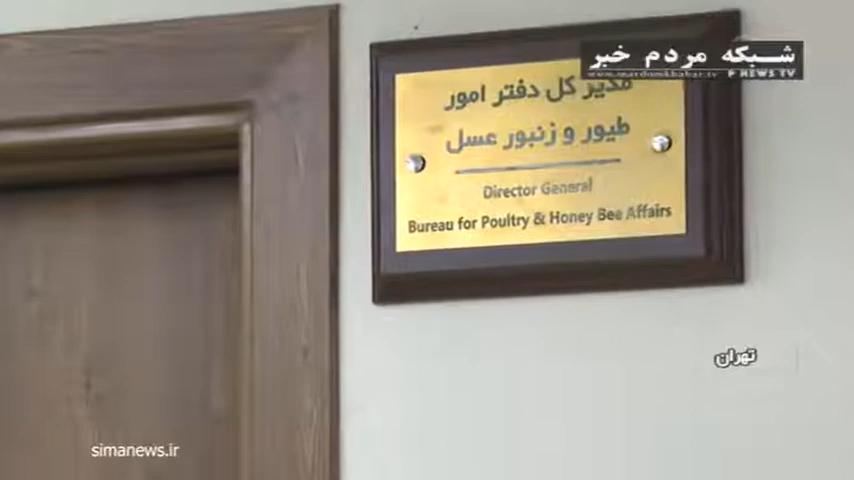 شبکه مردم خبر
www.mardomkhabar.tv P NEWS TV
مدیر کل دفتر امور
طیور و زنبور عسل
Director General
Bureau for Poultry & Honey Bee Affairs
تهران
simanews.ir